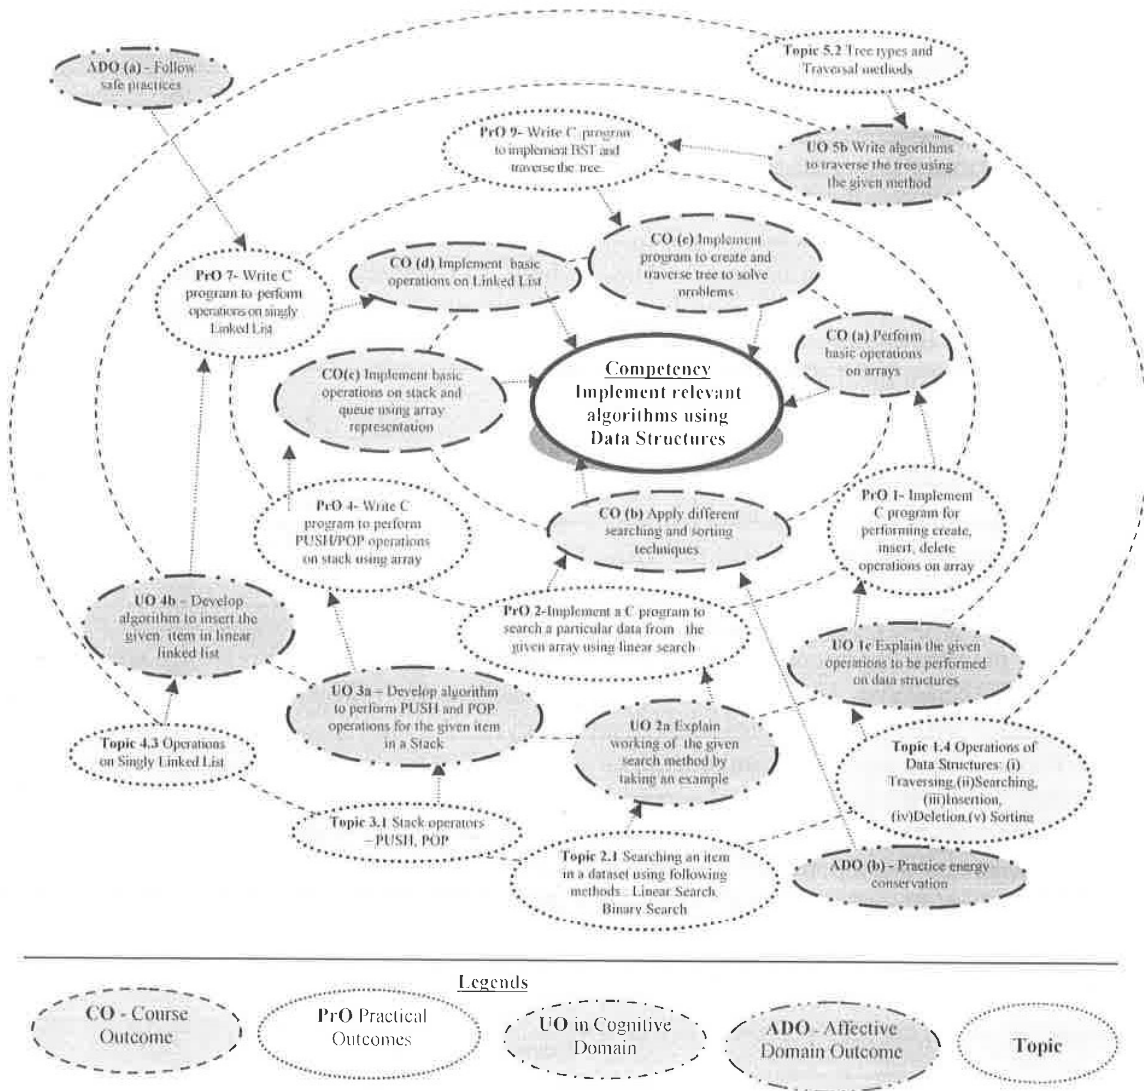 ADO (a) - Follow
safe practices
Topic 5.2 Tree types and
Traversal methods
PrO 9- Write C program
to implement BST and
traverse the tree.
UO 5b Write algorithms
to traverse the tree using
the given method
PrO 7- Write C
program to perform
operations on singly
Linked List
CO (d) Implement basic
operations on Linked List
CO (e) Implement
program to create and
traverse tree to solve
problems
CO (a) Perform
basic operations
on arrays
CO(c) Implement basic
operations on stack and
queue using array
representation
Competency
Implement relevant
algorithms using
Data Structures
PrO 4- Write C
program to perform
PUSH/POP operations
on stack using array
CO (b) Apply different
searching and sorting
techniques
PrO 1- Implement
C program for
performing create,
insert, delete
operations on array
UO 4b – Develop
algorithm to insert the
given item in linear
linked list
PrO 2-Implement a C program to
search a particular data from the
given array using linear search
UO 1c Explain the given
operations to be performed
on data structures
UO 3a – Develop algorithm
to perform PUSH and POP
operations for the given item
in a Stack
UO 2a Explain
working of the given
search method by
taking an example
Topic 4.3 Operations
on Singly Linked List
Topic 1.4 Operations of
Data Structures: (i)
Traversing,(ii)Searching,
(iii)Insertion,
(iv)Deletion,(v) Sorting
Topic 3.1 Stack operators
–PUSH, POP
Topic 2.1 Searching an item
in a dataset using following
methods Linear Search,
Binary Search
ADO (b) - Practice energy
conservation
Legends
CO - Course
Outcome
PrO Practical
Outcomes
UO in Cognitive
Domain
ADO - Affective
Domain Outcome
Topic